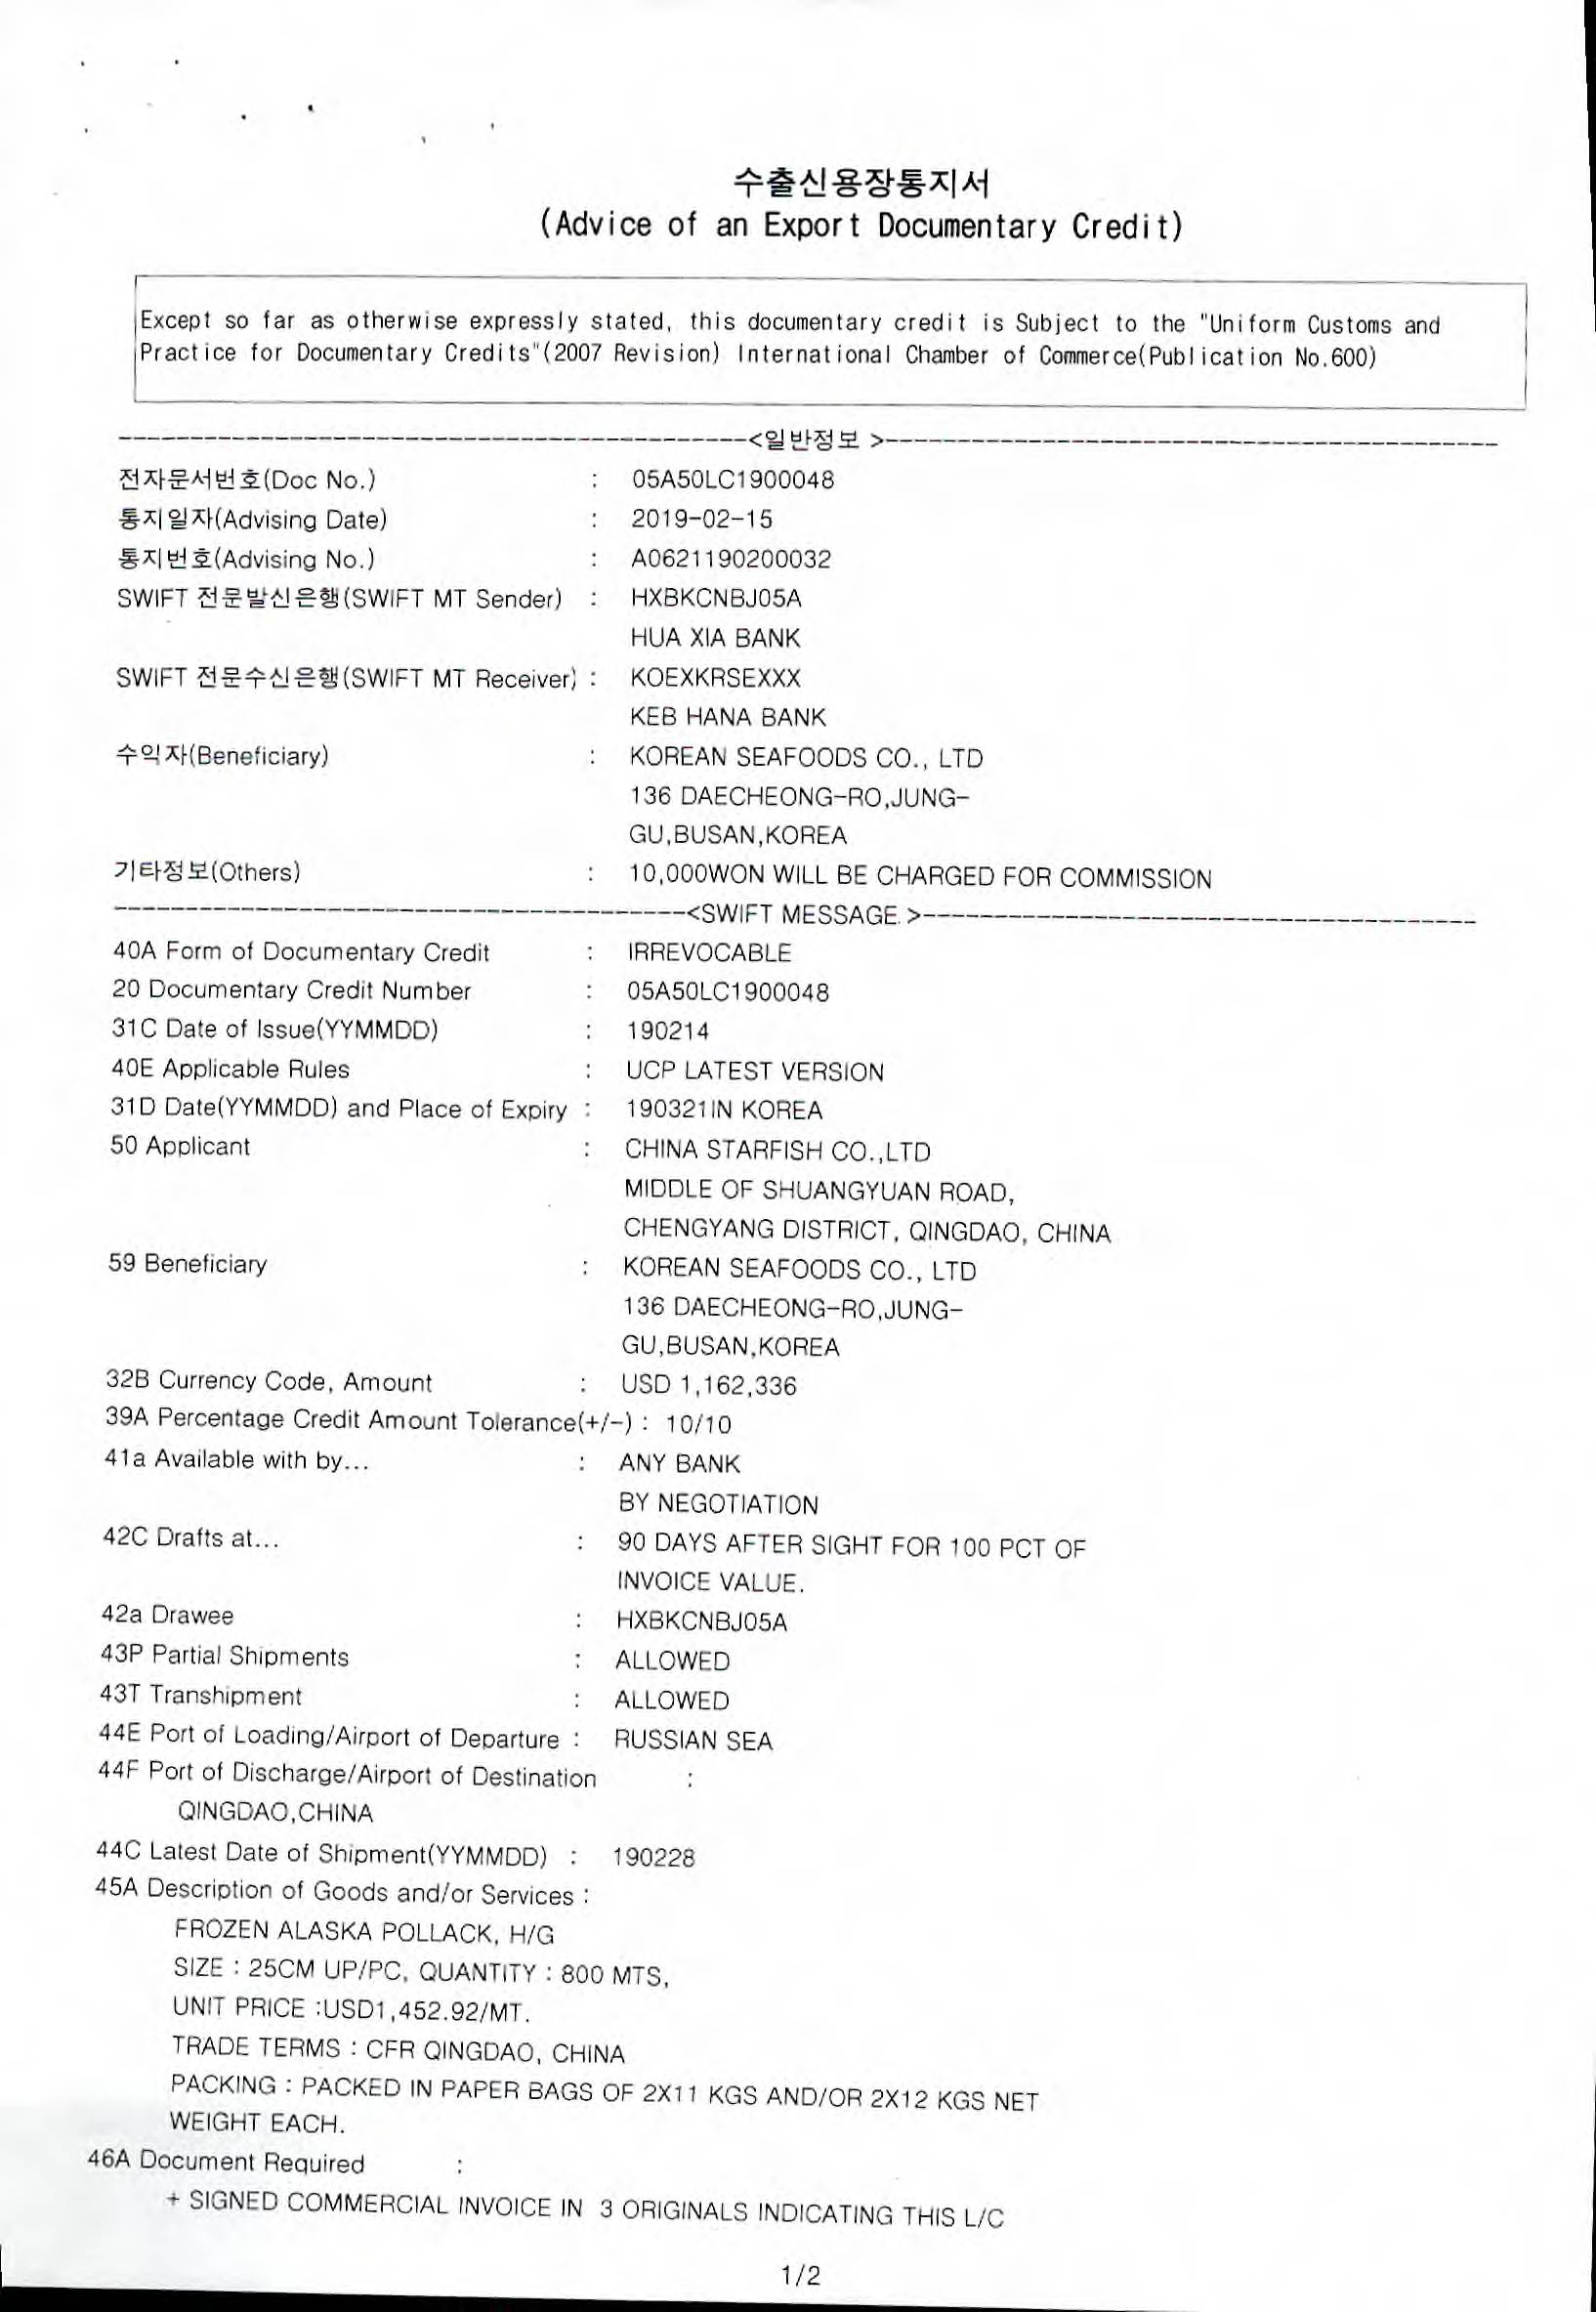 수출신용장통지서
(Advice of an Export Documentary Credit)
Except so far as otherwise expressly stated, this documentary credit is Subject to the "Uniform Customs and
Practice for Documentary Credits"(2007 Revision) International Chamber of Commerce(Publication No.600)
--------------------------------------------<일반정보 >--------------------------------------------
전자문서번호(Doc No.) : 05A50LC1900048
통지일자(Advising Date) : 2019-02-15
통지번호(Advising No.) : A0621190200032
SWIFT 전문발신은행(SWIFT MT Sender) : HXBKCNBJ05A
HUA XIA BANK
SWIFT 전문수신은행(SWIFT MT Receiver) : KOEXKRSEXXX
KEB HANA BANK
수익자(Beneficiary) : KOREAN SEAFOODS CO., LTD
136 DAECHEONG-RO,JUNG-
GU,BUSAN,KOREA
기타정보(Others) : 10,000WON WILL BE CHARGED FOR COMMISSION
----------------------------------------<SWIFT MESSAGE >----------------------------------------
40A Form of Documentary Credit : IRREVOCABLE
20 Documentary Credit Number : 05A50LC1900048
31C Date of Issue(YYMMDD) : 190214
40E Applicable Rules : UCP LATEST VERSION
31D Date(YYMMDD) and Place of Expiry : 190321IN KOREA
50 Applicant : CHINA STARFISH CO.,LTD
MIDDLE OF SHUANGYUAN ROAD,
CHENGYANG DISTRICT, QINGDAO, CHINA
59 Beneficiary : KOREAN SEAFOODS CO., LTD
136 DAECHEONG-RO,JUNG-
GU,BUSAN,KOREA
32B Currency Code, Amount : USD 1,162,336
39A Percentage Credit Amount Tolerance(+/-) : 10/10
41a Available with by... : ANY BANK
BY NEGOTIATION
42C Drafts at... : 90 DAYS AFTER SIGHT FOR 100 PCT OF
INVOICE VALUE.
42a Drawee : HXBKCNBJ05A
43P Partial Shipments : ALLOWED
43T Transhipment : ALLOWED
44E Port of Loading/Airport of Departure : RUSSIAN SEA
44F Port of Discharge/Airport of Destination :
QINGDAO,CHINA
44C Latest Date of Shipment(YYMMDD) : 190228
45A Description of Goods and/or Services :
FROZEN ALASKA POLLACK, H/G
SIZE : 25CM UP/PC, QUANTITY : 800 MTS,
UNIT PRICE :USD1,452.92/MT.
TRADE TERMS : CFR QINGDAO, CHINA
PACKING : PACKED IN PAPER BAGS OF 2X11 KGS AND/OR 2X12 KGS NET
WEIGHT EACH.
46A Document Required :
+ SIGNED COMMERCIAL INVOICE IN 3 ORIGINALS INDICATING THIS L/C
1/2